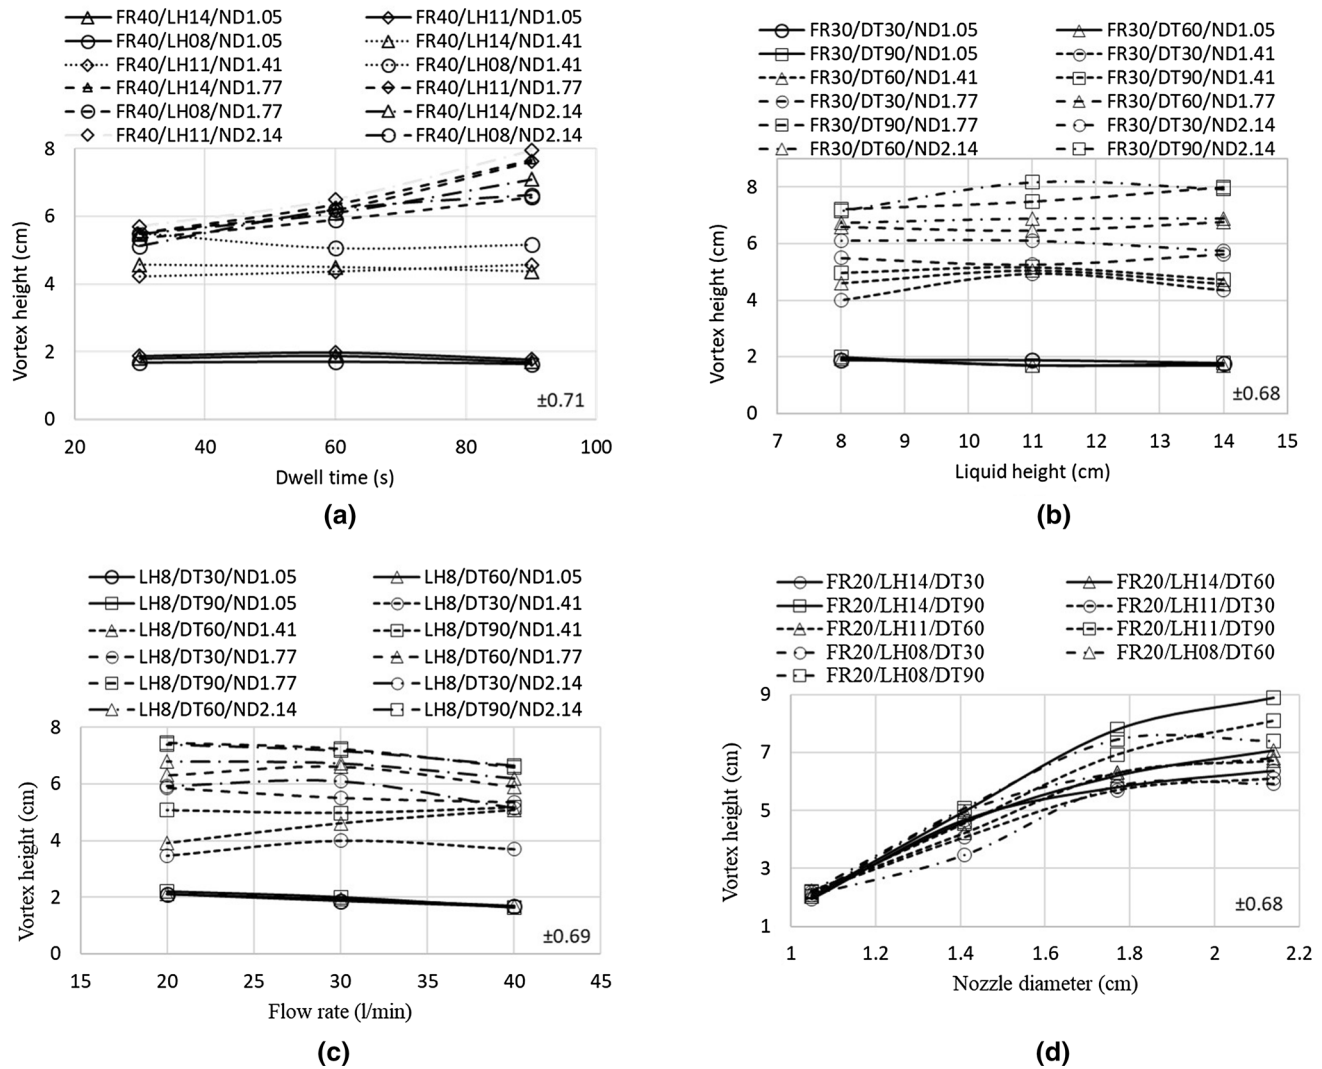 FR40/LH14/ND1.05 FR40/LH11/ND1.05
FR40/LH08/ND1.05 FR40/LH14/ND1.41
FR40/LH11/ND1.41 FR40/LH08/ND1.41
FR40/LH14/ND1.77 FR40/LH11/ND1.77
FR40/LH08/ND1.77 FR40/LH14/ND2.14
FR40/LH11/ND2.14 FR40/LH08/ND2.14
8
6
4
2
0
Vortex height (cm)
±0.71
20 40 60 80 100
Dwell time (s)
(a)
FR30/DT30/ND1.05 FR30/DT60/ND1.05
FR30/DT90/ND1.05 FR30/DT30/ND1.41
FR30/DT60/ND1.41 FR30/DT90/ND1.41
FR30/DT30/ND1.77 FR30/DT60/ND1.77
FR30/DT90/ND1.77 FR30/DT30/ND2.14
FR30/DT60/ND2.14 FR30/DT90/ND2.14
8
6
4
2
0
Vortex height (cm)
±0.68
7 8 9 10 11 12 13 14 15
Liquid height (cm)
(b)
LH8/DT30/ND1.05 LH8/DT60/ND1.05
LH8/DT90/ND1.05 LH8/DT30/ND1.41
LH8/DT60/ND1.41 LH8/DT90/ND1.41
LH8/DT30/ND1.77 LH8/DT60/ND1.77
LH8/DT90/ND1.77 LH8/DT30/ND2.14
LH8/DT60/ND2.14 LH8/DT90/ND2.14
8
6
4
2
0
Vortex height (cm)
±0.69
15 20 25 30 35 40 45
Flow rate (l/min)
(c)
FR20/LH14/DT30 FR20/LH14/DT60
FR20/LH14/DT90 FR20/LH11/DT30
FR20/LH11/DT60 FR20/LH11/DT90
FR20/LH08/DT30 FR20/LH08/DT60
FR20/LH08/DT90
9
7
5
3
1
Vortex height (cm)
±0.68
1 1.2 1.4 1.6 1.8 2 2.2
Nozzle diameter (cm)
(d)